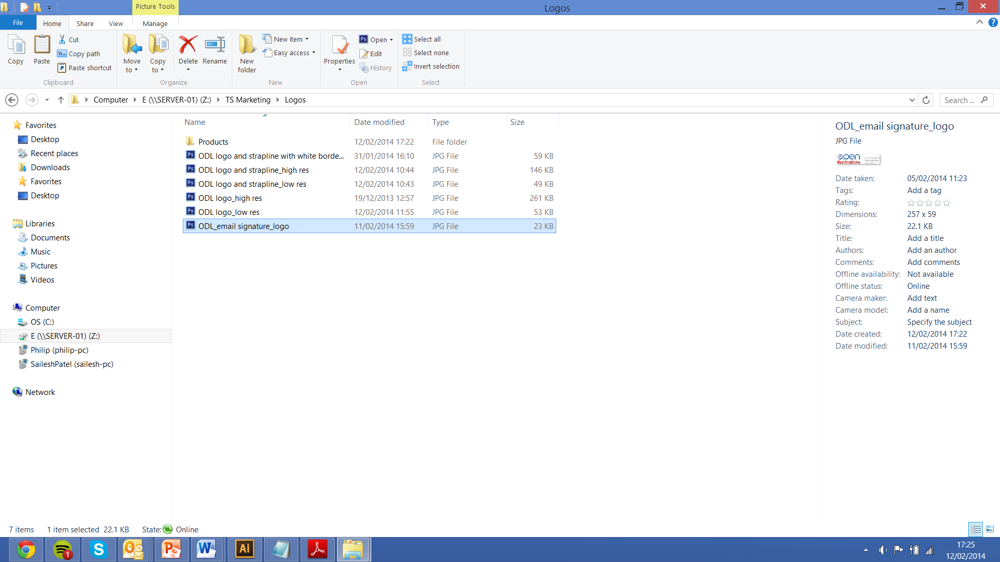 Picture Tools
Logos
File
Home
Share
View
Manage
Copy
Paste
Cut
Copy path
Paste shortcut
Clipboard
Move to
Copy to
Delete
Rename
Organize
New folder
New item
Easy access
New
Properties
Open
Edit
History
Open
Select all
Select none
Invert selection
Select
Computer
E (\\SERVER-01) (Z:)
TS Marketing
Logos
Search ...
Favorites
Desktop
Recent places
Downloads
Favorites
Desktop
Libraries
Documents
Music
Pictures
Videos
Computer
OS (C:)
E (\\SERVER-01) (Z:)
Philip (philip-pc)
SaileshPatel (sailesh-pc)
Network
Name Date modified Type Size
Products 12/02/2014 17:22 File folder
ODL logo and strapline with white borde... 31/01/2014 16:10 JPG File 59 KB
ODL logo and strapline_high res 12/02/2014 10:44 JPG File 146 KB
ODL logo and strapline_low res 12/02/2014 10:43 JPG File 49 KB
ODL logo_high res 19/12/2013 12:57 JPG File 261 KB
ODL logo_low res 12/02/2014 11:55 JPG File 53 KB
ODL_email signature_logo 11/02/2014 15:59 JPG File 23 KB
ODL_email signature_logo
JPG File
open
destinations
Date taken: 05/02/2014 11:23
Tags: Add a tag
Rating:
Dimensions: 257 x 59
Size: 22.1 KB
Title: Add a title
Authors: Add an author
Comments: Add comments
Offline availability: Not available
Offline status: Online
Camera maker: Add text
Camera model: Add a name
Subject: Specify the subject
Date created: 12/02/2014 17:22
Date modified: 11/02/2014 15:59
7 items 1 item selected 22.1 KB State: Online
1
Ai
17:25
12/02/2014